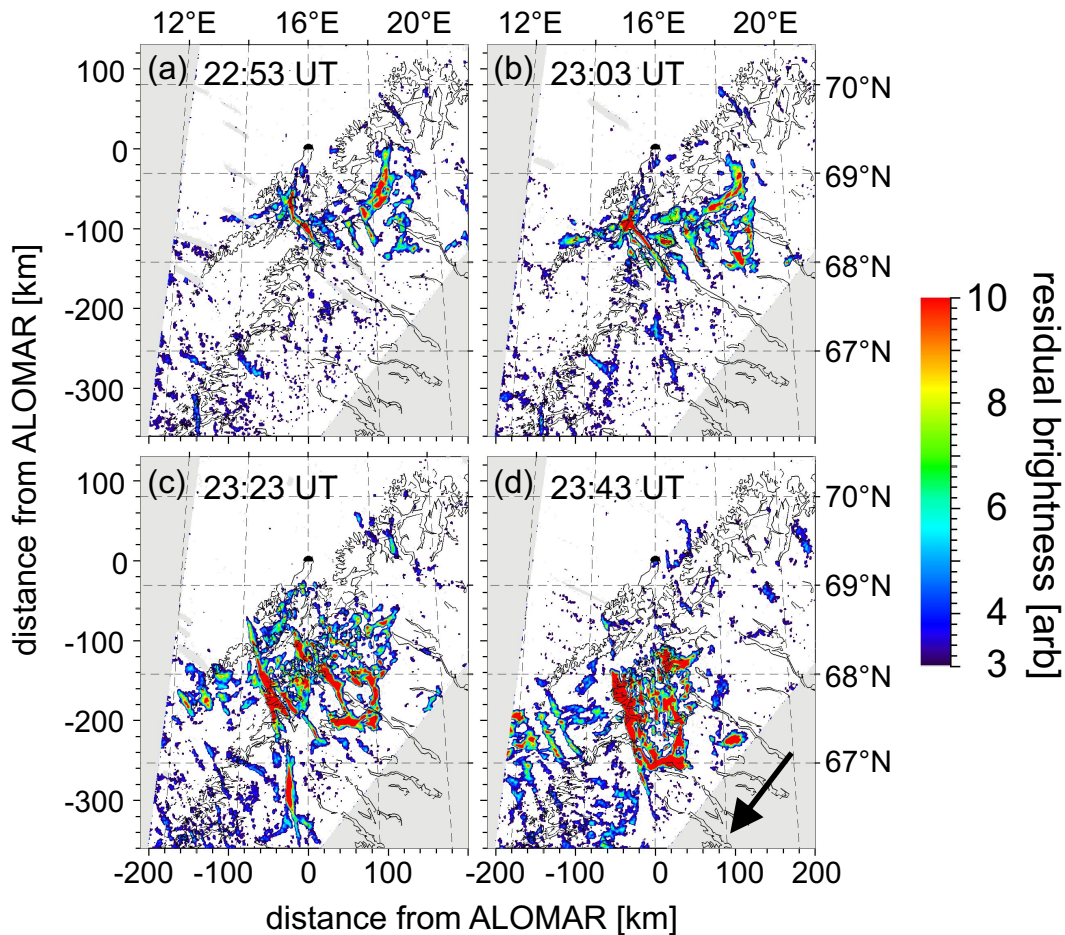 12°E 16°E 20°E 12°E 16°E 20°E
(a) 22:53 UT
(b) 23:03 UT
100
0
-100
-200
-300
70°N
69°N
68°N
67°N
distance from ALOMAR [km]
(c) 23:23 UT
(d) 23:43 UT
100
0
-100
-200
-300
70°N
69°N
68°N
67°N
-200 -100 0 100 -200 -100 0 100 200
distance from ALOMAR [km]
10
8
6
4
3
residual brightness [arb]